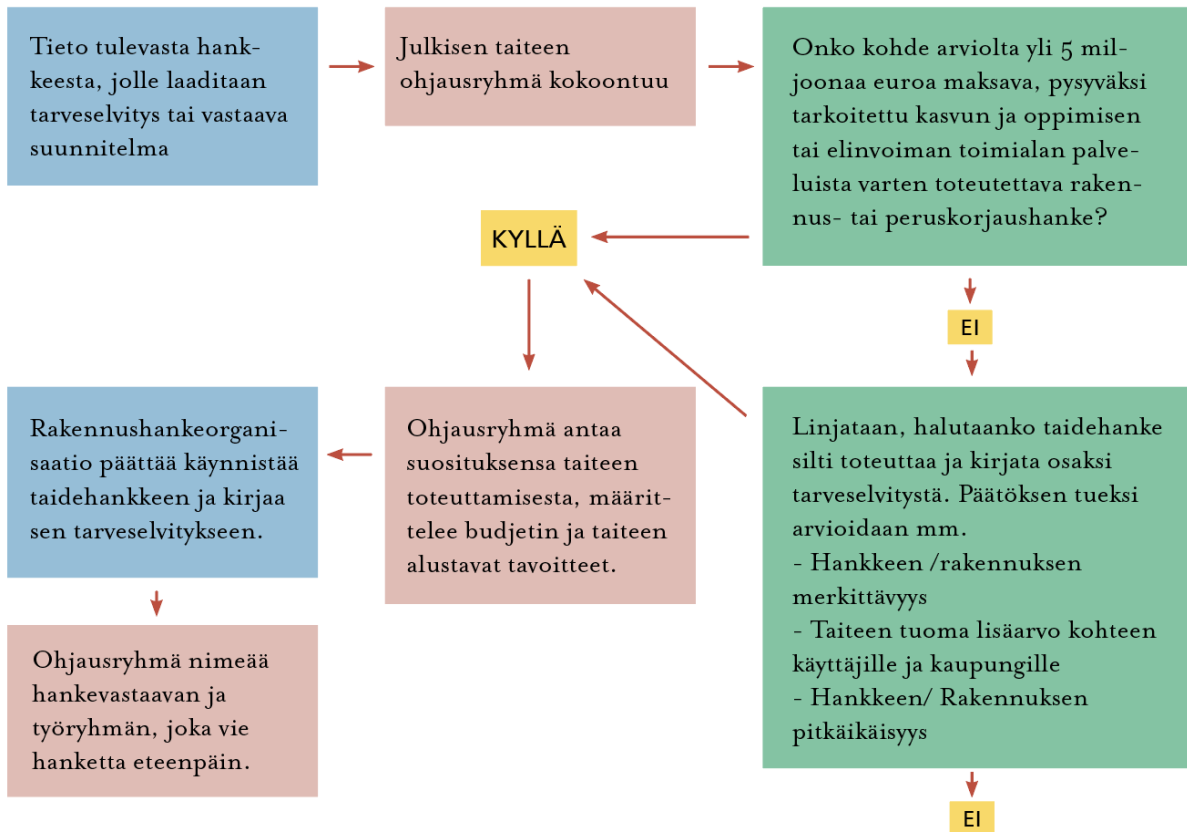 Tieto tulevasta hank-
keesta, jolle laaditaan
tarveselvitys tai vastaava
suunnitelma
Julkisen taiteen
ohjausryhmä kokoontuu
Onko kohde arviolta yli 5 mil-
joonaa euroa maksava, pysyväksi
tarkoitettu kasvun ja oppimisen
tai elinvoiman toimialan palve-
luista varten toteutettava raken-
nus- tai peruskorjaushanke?
KYLLÄ
EI
Linjataan, halutaanko taidehanke
silti toteuttaa ja kirjata osaksi
tarveselvitystä. Päätöksen tueksi
arvioidaan mm.
- Hankkeen /rakennuksen
merkittävyys
- Taiteen tuoma lisäarvo kohteen
käyttäjille ja kaupungille
- Hankkeen/ Rakennuksen
pitkäikäisyys
EI
Ohjausryhmä antaa
suosituksensa taiteen
toteuttamisesta, määrit-
telee budjetin ja taiteen
alustavat tavoitteet.
Rakennushankeorgani-
saatio päättää käynnistää
taidehankkeen ja kirjaa
sen tarveselvitykseen.
Ohjausryhmä nimeää
hankevastaavan ja
työryhmän, joka vie
hanketta eteenpäin.